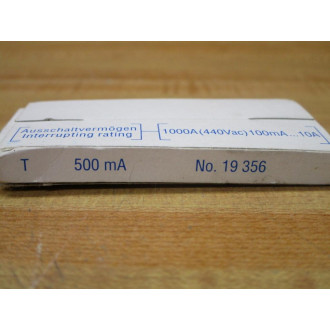 Ausschaltvermögen
Interrupting rating
1000A(440Vac)100mA...10A
T 500 mA No. 19 356